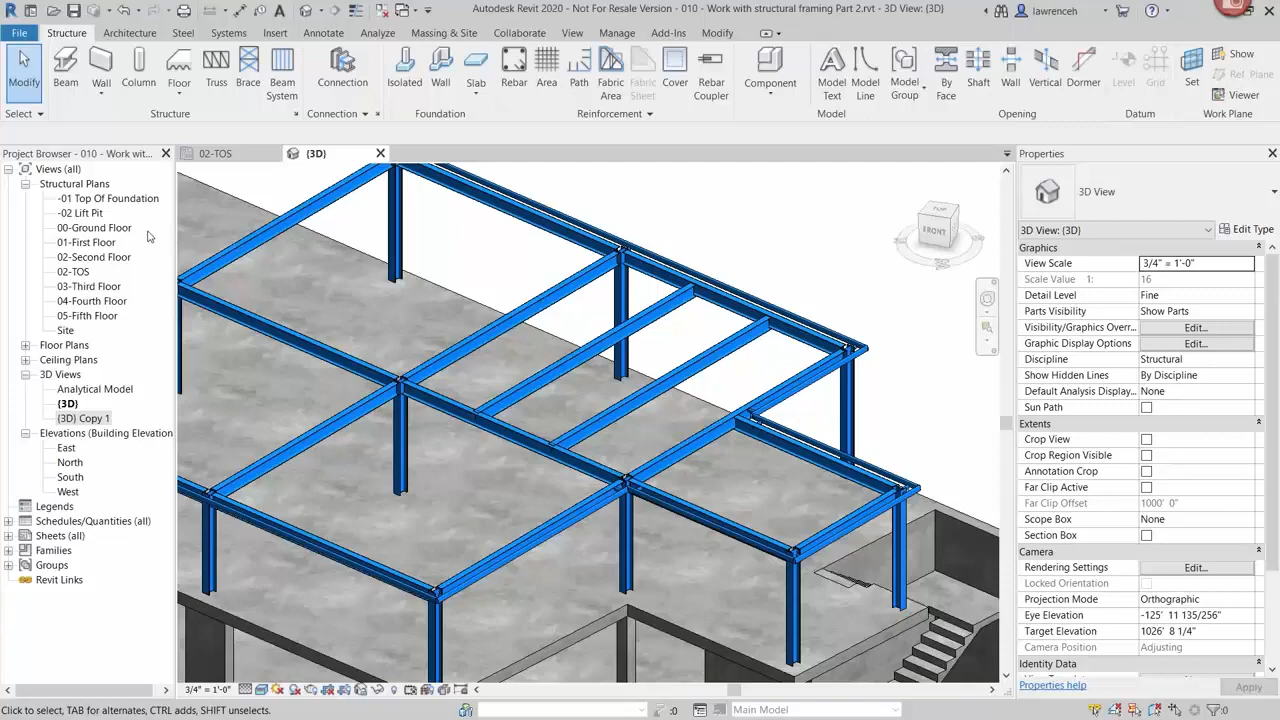 Autodesk Revit 2020 - Not For Resale Version - 010 - Work with structural framing Part 2.rvt - 3D View: {3D}
lawrenceh
File Structure Architecture Steel Systems Insert Annotate Analyze Massing & Site Collaborate View Manage Add-Ins Modify
Modify Beam Wall Column Floor Truss Brace Beam System Connection Isolated Wall Slab Rebar Area Path Fabric Area Fabric Sheet Cover Rebar Coupler Component Model Text Model Line Model Group By Face Shaft Wall Vertical Dormer Level Grid Set Show
Ref Plane
Viewer
Select Structure Connection Foundation Reinforcement Model Opening Datum Work Plane
Project Browser - 010 - Work wit...
02-TOS
{3D}
Properties
Views (all)
Structural Plans
-01 Top Of Foundation
-02 Lift Pit
00-Ground Floor
01-First Floor
02-Second Floor
02-TOS
03-Third Floor
04-Fourth Floor
05-Fifth Floor
Site
Floor Plans
Ceiling Plans
3D Views
Analytical Model
{3D}
{3D} Copy 1
Elevations (Building Elevation
East
North
South
West
Legends
Schedules/Quantities (all)
Sheets (all)
Families
Groups
Revit Links
TOP
FRONT
3D View
3D View: {3D} Edit Type
Graphics
View Scale 3/4" = 1'-0"
Scale Value 1: 16
Detail Level Fine
Parts Visibility Show Parts
Visibility/Graphics Overr... Edit...
Graphic Display Options Edit...
Discipline Structural
Show Hidden Lines By Discipline
Default Analysis Display... None
Sun Path
Extents
Crop View
Crop Region Visible
Annotation Crop
Far Clip Active
Far Clip Offset 1000' 0"
Scope Box None
Section Box
Camera
Rendering Settings Edit...
Locked Orientation
Projection Mode Orthographic
Eye Elevation -125' 11 135/256"
Target Elevation 1026' 8 1/4"
Camera Position Adjusting
Identity Data
Properties help Apply
3/4" = 1'-0"
Click to select, TAB for alternates, CTRL adds, SHIFT unselects.
:0
Main Model
:0